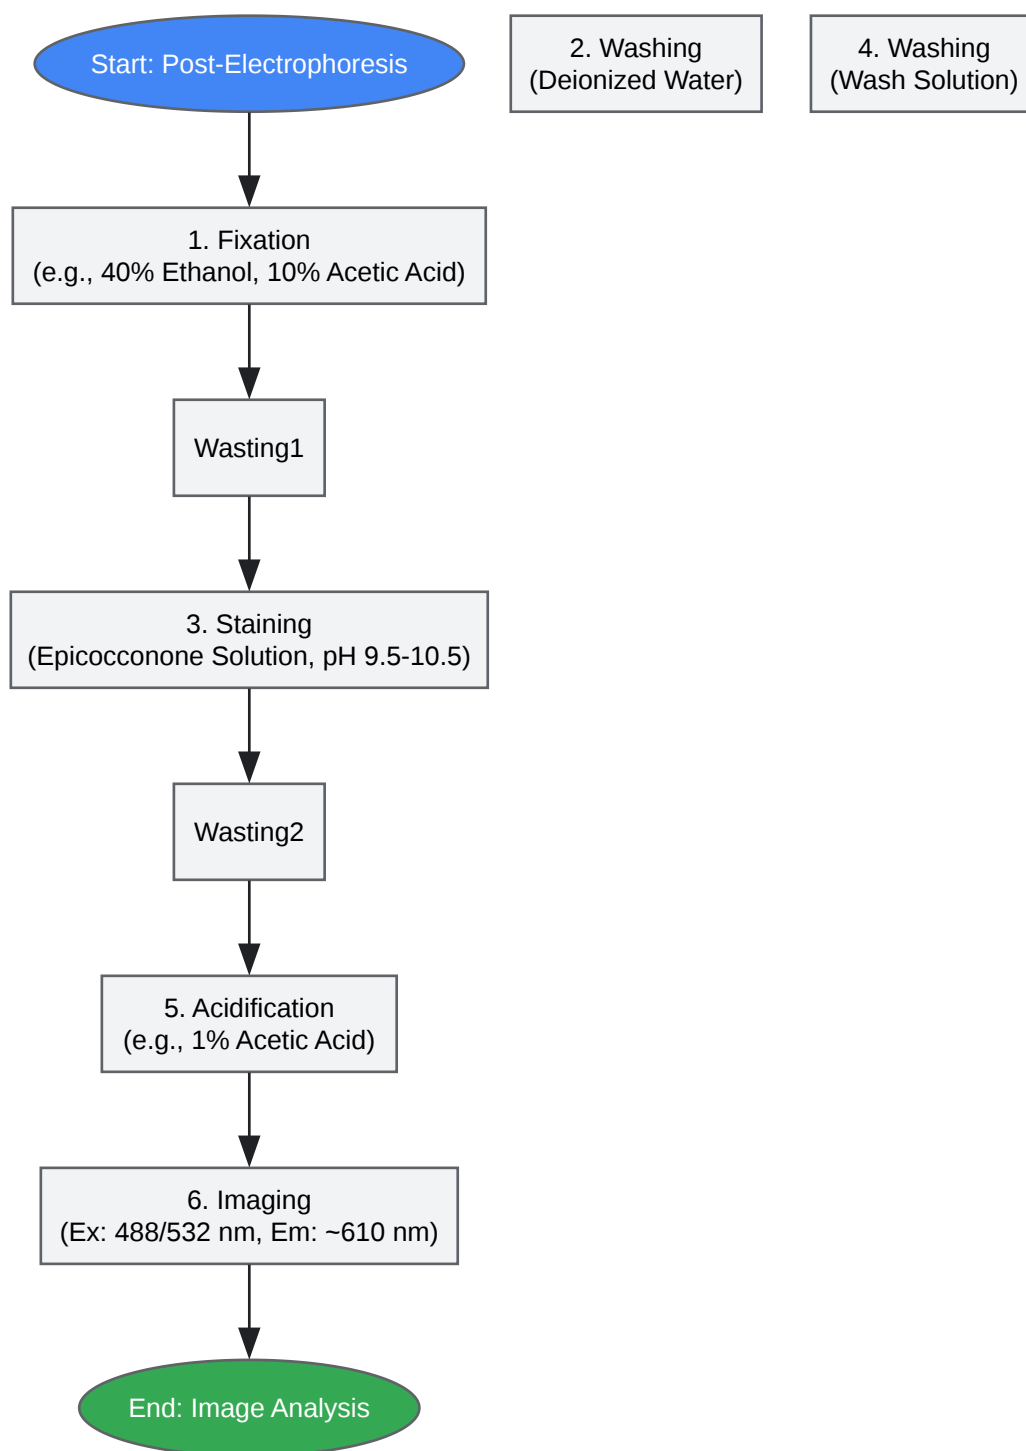 Start: Post-Electrophoresis
2. Washing
(Deionized Water)
4. Washing
(Wash Solution)
1. Fixation
(e.g., 40% Ethanol, 10% Acetic Acid)
Wasting1
3. Staining
(Epicocconone Solution, pH 9.5-10.5)
Wasting2
5. Acidification
(e.g., 1% Acetic Acid)
6. Imaging
(Ex: 488/532 nm, Em: ~610 nm)
End: Image Analysis